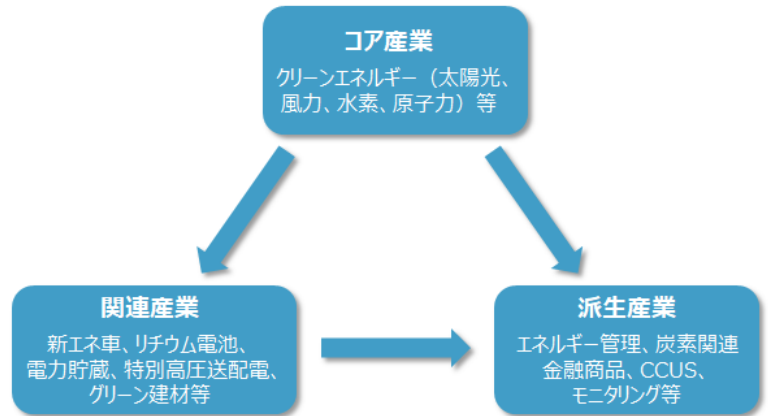 コア産業
クリーンエネルギー（太陽光、
風力、水素、原子力）等
関連産業
新エネ車、リチウム電池、
電力貯蔵、特別高圧送配電、
グリーン建材等
派生産業
エネルギー管理、炭素関連
金融商品、CCUS、
モニタリング等